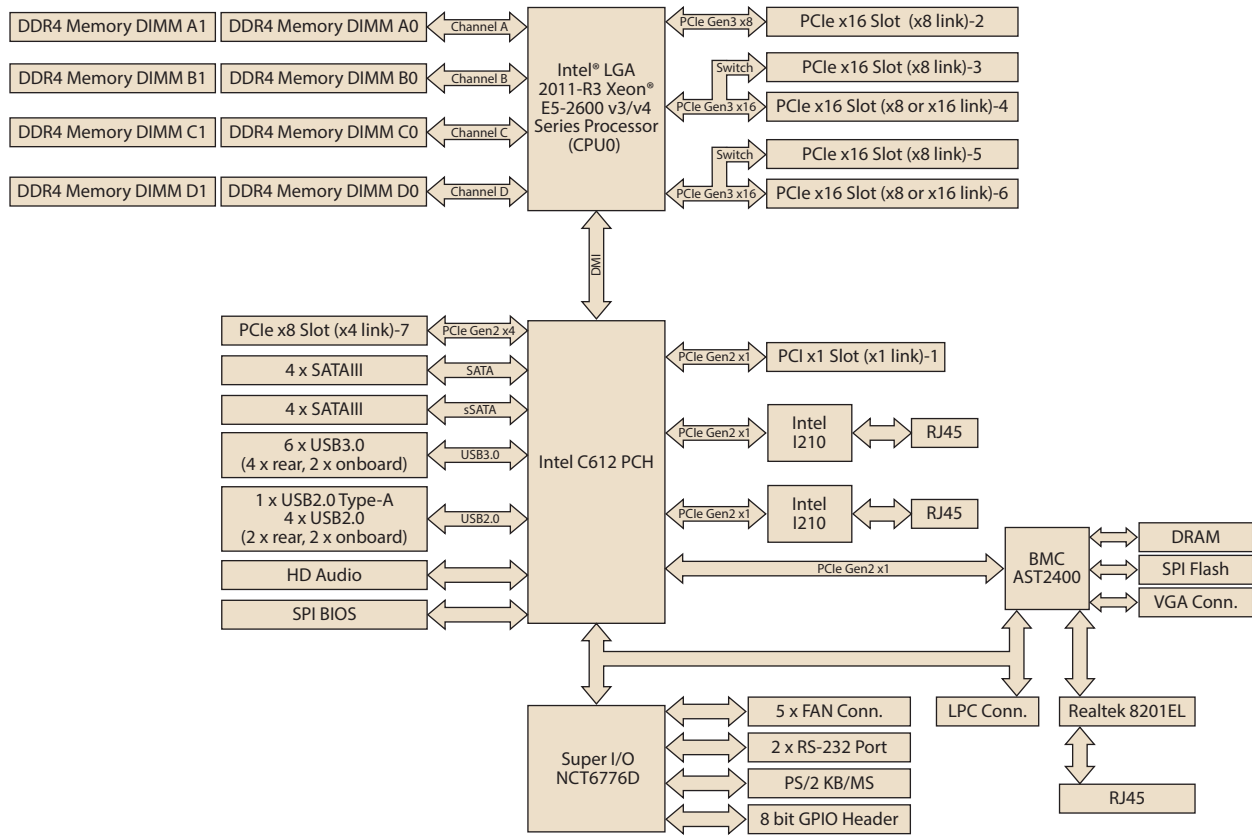 DDR4 Memory DIMM A1
DDR4 Memory DIMM A0
Channel A
DDR4 Memory DIMM B1
DDR4 Memory DIMM B0
Channel B
DDR4 Memory DIMM C1
DDR4 Memory DIMM C0
Channel C
DDR4 Memory DIMM D1
DDR4 Memory DIMM D0
Channel D
Intel® LGA
2011-R3 Xeon®
E5-2600 v3/v4
Series Processor
(CPU0)
PCIe Gen3 x8
PCIe x16 Slot (x8 link)-2
Switch
PCIe x16 Slot (x8 link)-3
PCIe Gen3 x16
PCIe x16 Slot (x8 or x16 link)-4
Switch
PCIe x16 Slot (x8 link)-5
PCIe Gen3 x16
PCIe x16 Slot (x8 or x16 link)-6
DMI
PCIe x8 Slot (x4 link)-7
PCIe Gen2 x4
4 x SATAIII
SATA
4 x SATAIII
sSATA
6 x USB3.0
(4 x rear, 2 x onboard)
USB3.0
1 x USB2.0 Type-A
4 x USB2.0
(2 x rear, 2 x onboard)
USB2.0
HD Audio
SPI BIOS
Intel C612 PCH
PCIe Gen2 x1
PCI x1 Slot (x1 link)-1
PCIe Gen2 x1
Intel
I210
RJ45
PCIe Gen2 x1
Intel
I210
RJ45
PCIe Gen2 x1
BMC
AST2400
DRAM
SPI Flash
VGA Conn.
Super I/O
NCT6776D
5 x FAN Conn.
2 x RS-232 Port
PS/2 KB/MS
8 bit GPIO Header
LPC Conn.
Realtek 8201EL
RJ45